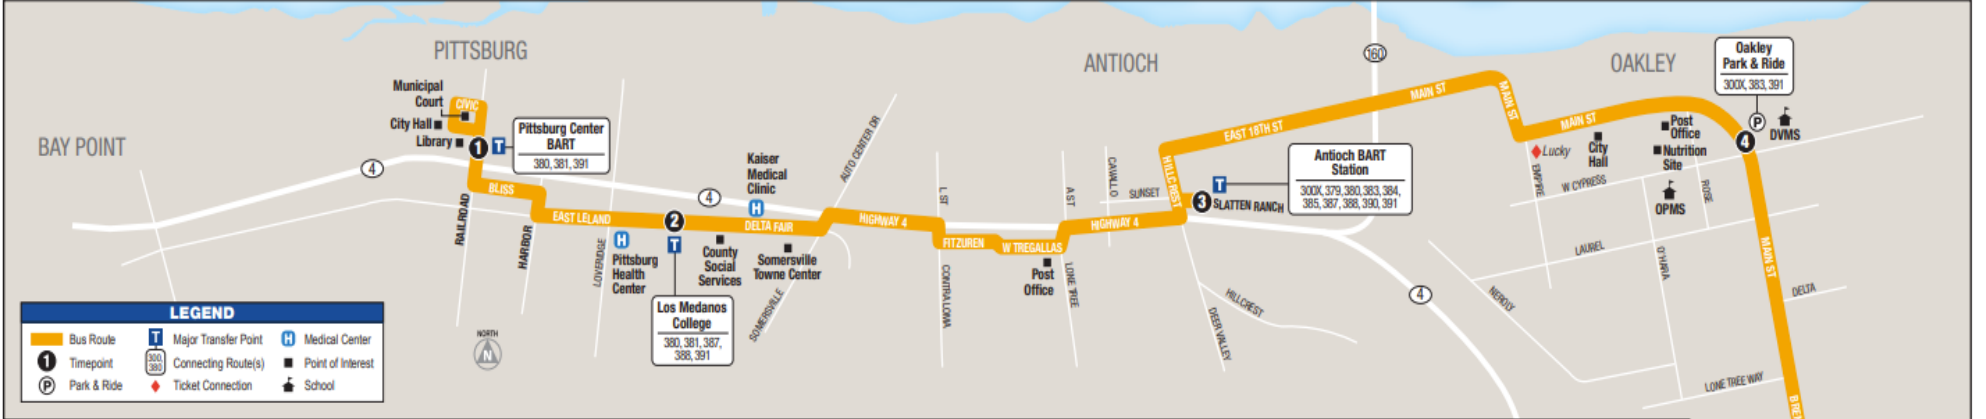 PITTSBURG
ANTIOCH
OAKLEY
BAY POINT
160
Oakley
Park & Ride
300X, 383, 391
P
DVMS
Municipal
Court
CIVIC
City Hall
Library
1
T
Pittsburg Center
BART
380, 381, 391
4
BLISS
RAILROAD
HARBOR
EAST LELAND
LOVERIDGE
2
T
H
Pittsburg
Health
Center
Los Medanos
College
380, 381, 387,
388, 391
4
Kaiser
Medical
Clinic
H
DELTA FAIR
County
Social
Services
Somersville
Towne Center
SOMERSVILLE
AUTO CENTER DR
HIGHWAY 4
L ST
FITZUREN
CONTRA LOMA
W TREGALLAS
Post
Office
A ST
LONE TREE
HIGHWAY 4
CAVALLO
SUNSET
HILLCREST
3
T
SLATTEN RANCH
Antioch BART
Station
300X, 379, 380, 383, 384,
385, 387, 388, 390, 391
HILLCREST
DEER VALLEY
4
EAST 18TH ST
MAIN ST
MAIN ST
MAIN ST
Lucky
City
Hall
Post
Office
Nutrition
Site
OPMS
4
EMPIRE
W CYPRESS
ROSE
LAUREL
O'HARA
NEROLY
MAIN ST
DELTA
LONE TREE WAY
NORTH
N
LEGEND
Bus Route
T Major Transfer Point
H Medical Center
1 Timepoint
300, 380 Connecting Route(s)
Point of Interest
P Park & Ride
Ticket Connection
School